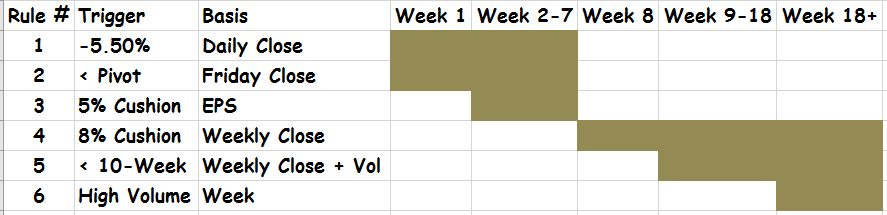 Rule # Trigger Basis Week 1 Week 2-7 Week 8 Week 9-18 Week 18+
1 -5.50% Daily Close
2 < Pivot Friday Close
3 5% Cushion EPS
4 8% Cushion Weekly Close
5 < 10-Week Weekly Close + Vol
6 High Volume Week